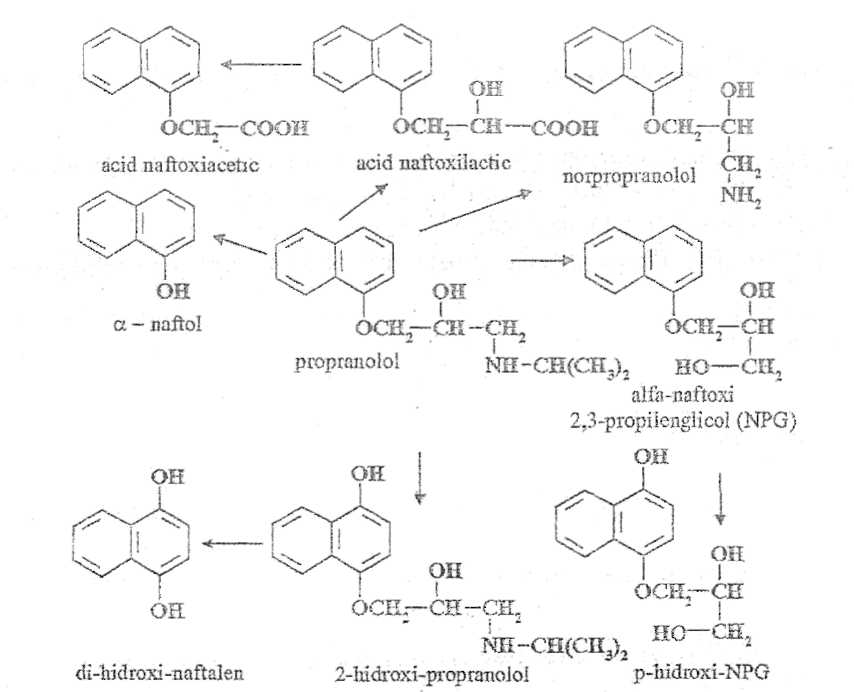 OCH₂—COOH
acid naftoxiacetic
OH
OCH₂—CH—COOH
acid naftoxilactic
OH
OCH₂—CH
CH₂
NH₂
norpropranolol
OH
α – naftol
OH
OCH₂—CH—CH₂
NH—CH(CH₃)₂
propranolol
OH
OCH₂—CH
HO—CH₂
alfa-naftoxi
2,3-propilenglicol (NPG)
OH
OH
di-hidroxi-naftalen
OH
OH
OCH₂—CH—CH₂
NH—CH(CH₃)₂
2-hidroxi-propranolol
OH
OH
OCH₂—CH
HO—CH₂
p-hidroxi-NPG